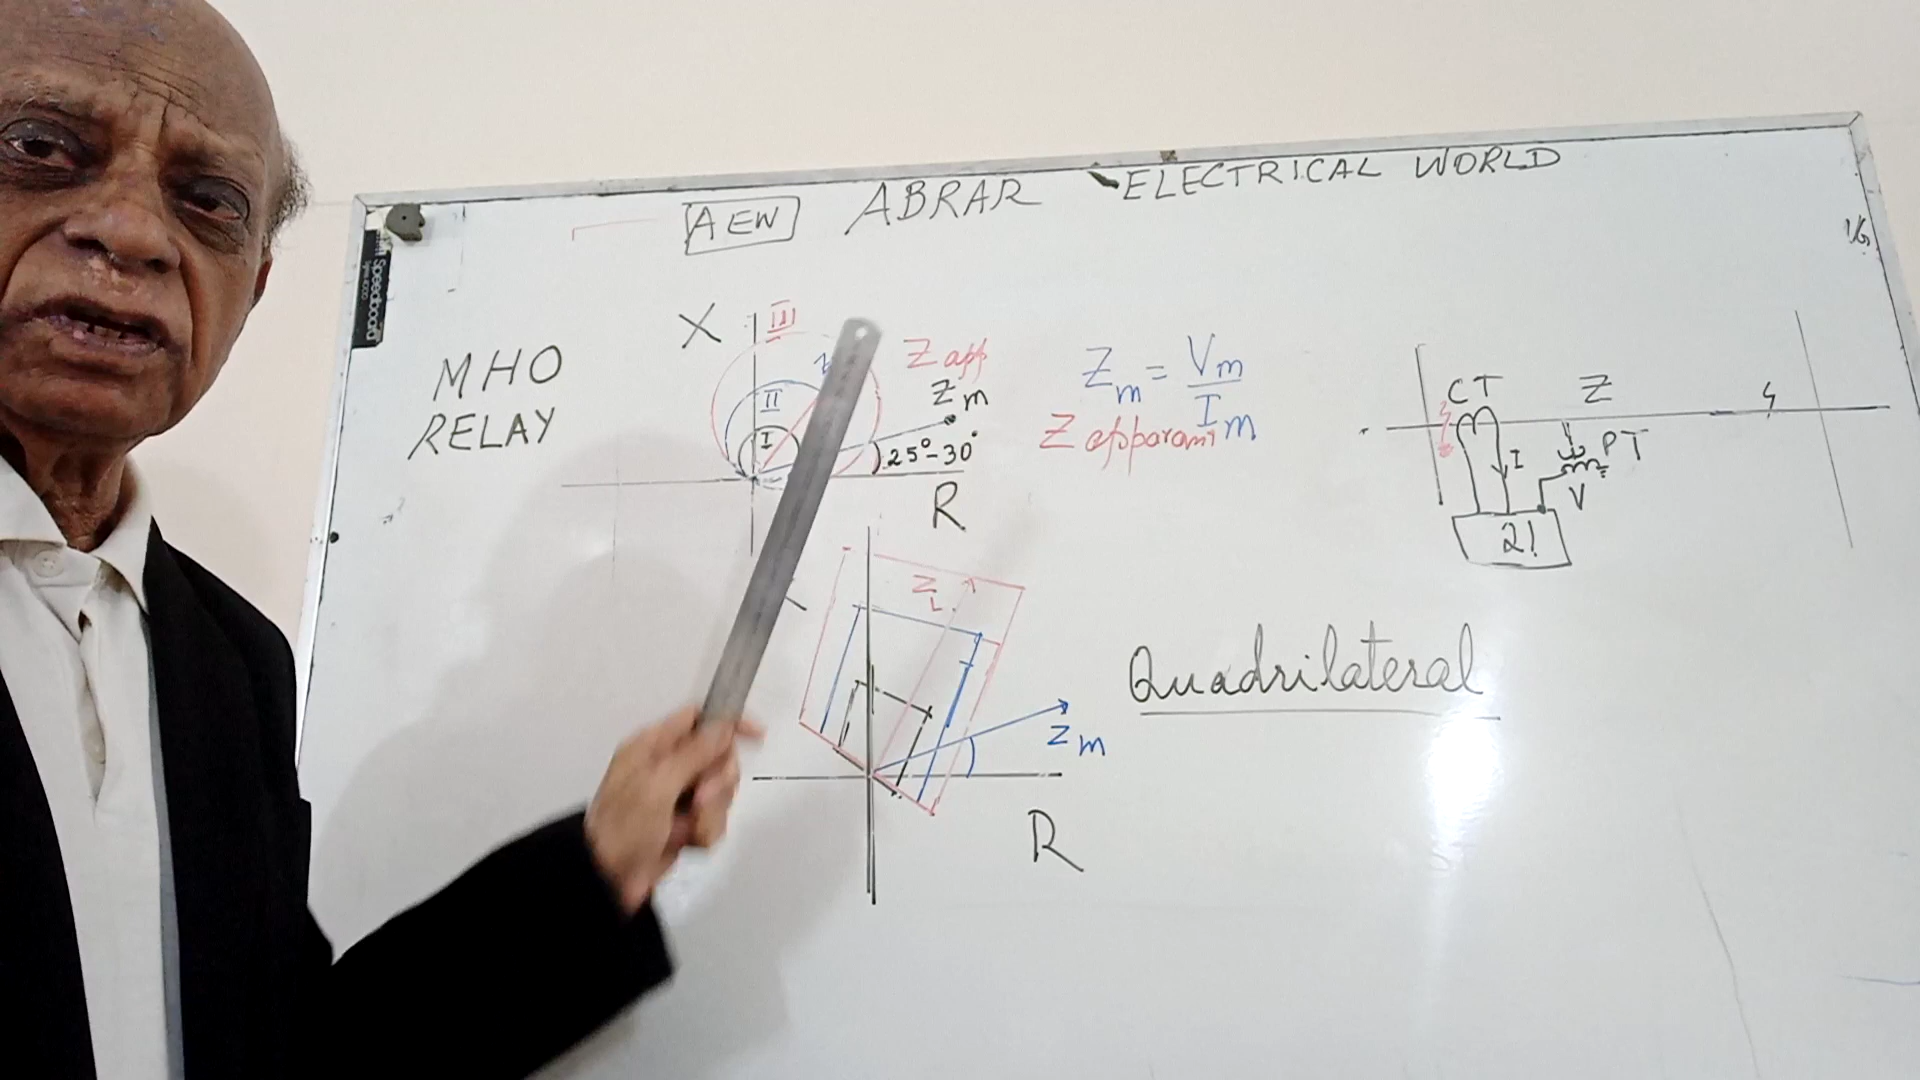 AEW ABRAR ELECTRICAL WORLD
MHO
RELAY
X
III
II
I
Z app
Zm
25°-30°
R
Zm = Vm
Im
Z apparant
CT
Z
I
PT
V
21
ZL
Zm
R
Quadrilateral
Speedboard